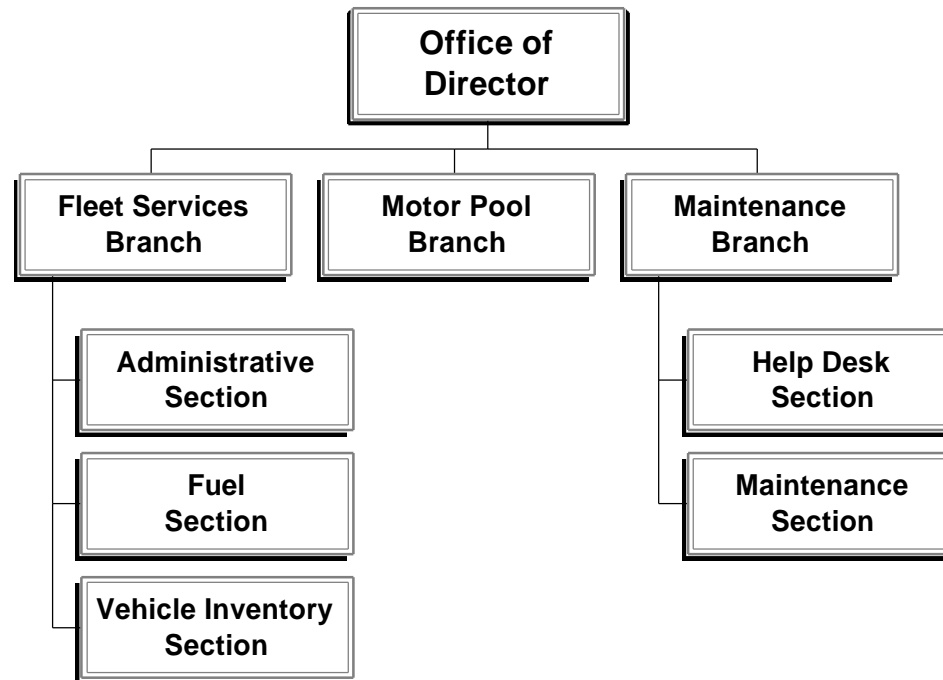 Office of
Director
Fleet Services
Branch
Motor Pool
Branch
Maintenance
Branch
Administrative
Section
Help Desk
Section
Fuel
Section
Maintenance
Section
Vehicle Inventory
Section